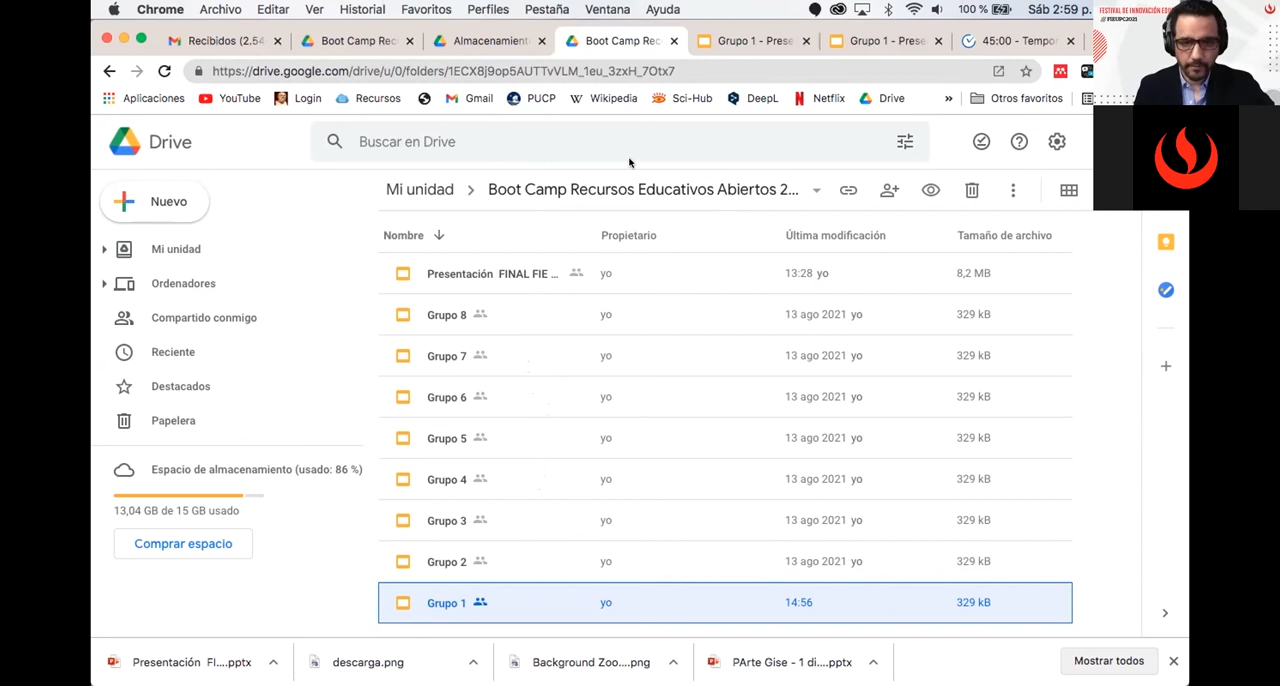 Chrome Archivo Editar Ver Historial Favoritos Perfiles Pestaña Ventana Ayuda 100 % Sáb 2:59 p.
FESTIVAL DE INNOVACIÓN EDU
// FIEUPC2021
Recibidos (2.54 Boot Camp Rec Almacenamient Boot Camp Rec Grupo 1 - Prese Grupo 1 - Prese 45:00 - Tempor
https://drive.google.com/drive/u/0/folders/1ECX8j9op5AUTTvVLM_1eu_3zxH_7Otx7
Aplicaciones YouTube Login Recursos Gmail PUCP Wikipedia Sci-Hub DeepL Netflix Drive » Otros favoritos
Drive
Buscar en Drive
Nuevo
Mi unidad
Ordenadores
Compartido conmigo
Reciente
Destacados
Papelera
Espacio de almacenamiento (usado: 86 %)
13,04 GB de 15 GB usado
Comprar espacio
Mi unidad > Boot Camp Recursos Educativos Abiertos 2...
Nombre Propietario Última modificación Tamaño de archivo
Presentación FINAL FIE ... yo 13:28 yo 8,2 MB
Grupo 8 yo 13 ago 2021 yo 329 kB
Grupo 7 yo 13 ago 2021 yo 329 kB
Grupo 6 yo 13 ago 2021 yo 329 kB
Grupo 5 yo 13 ago 2021 yo 329 kB
Grupo 4 yo 13 ago 2021 yo 329 kB
Grupo 3 yo 13 ago 2021 yo 329 kB
Grupo 2 yo 13 ago 2021 yo 329 kB
Grupo 1 yo 14:56 329 kB
Presentación FI....pptx descarga.png Background Zoo....png PArte Gise - 1 di....pptx Mostrar todos